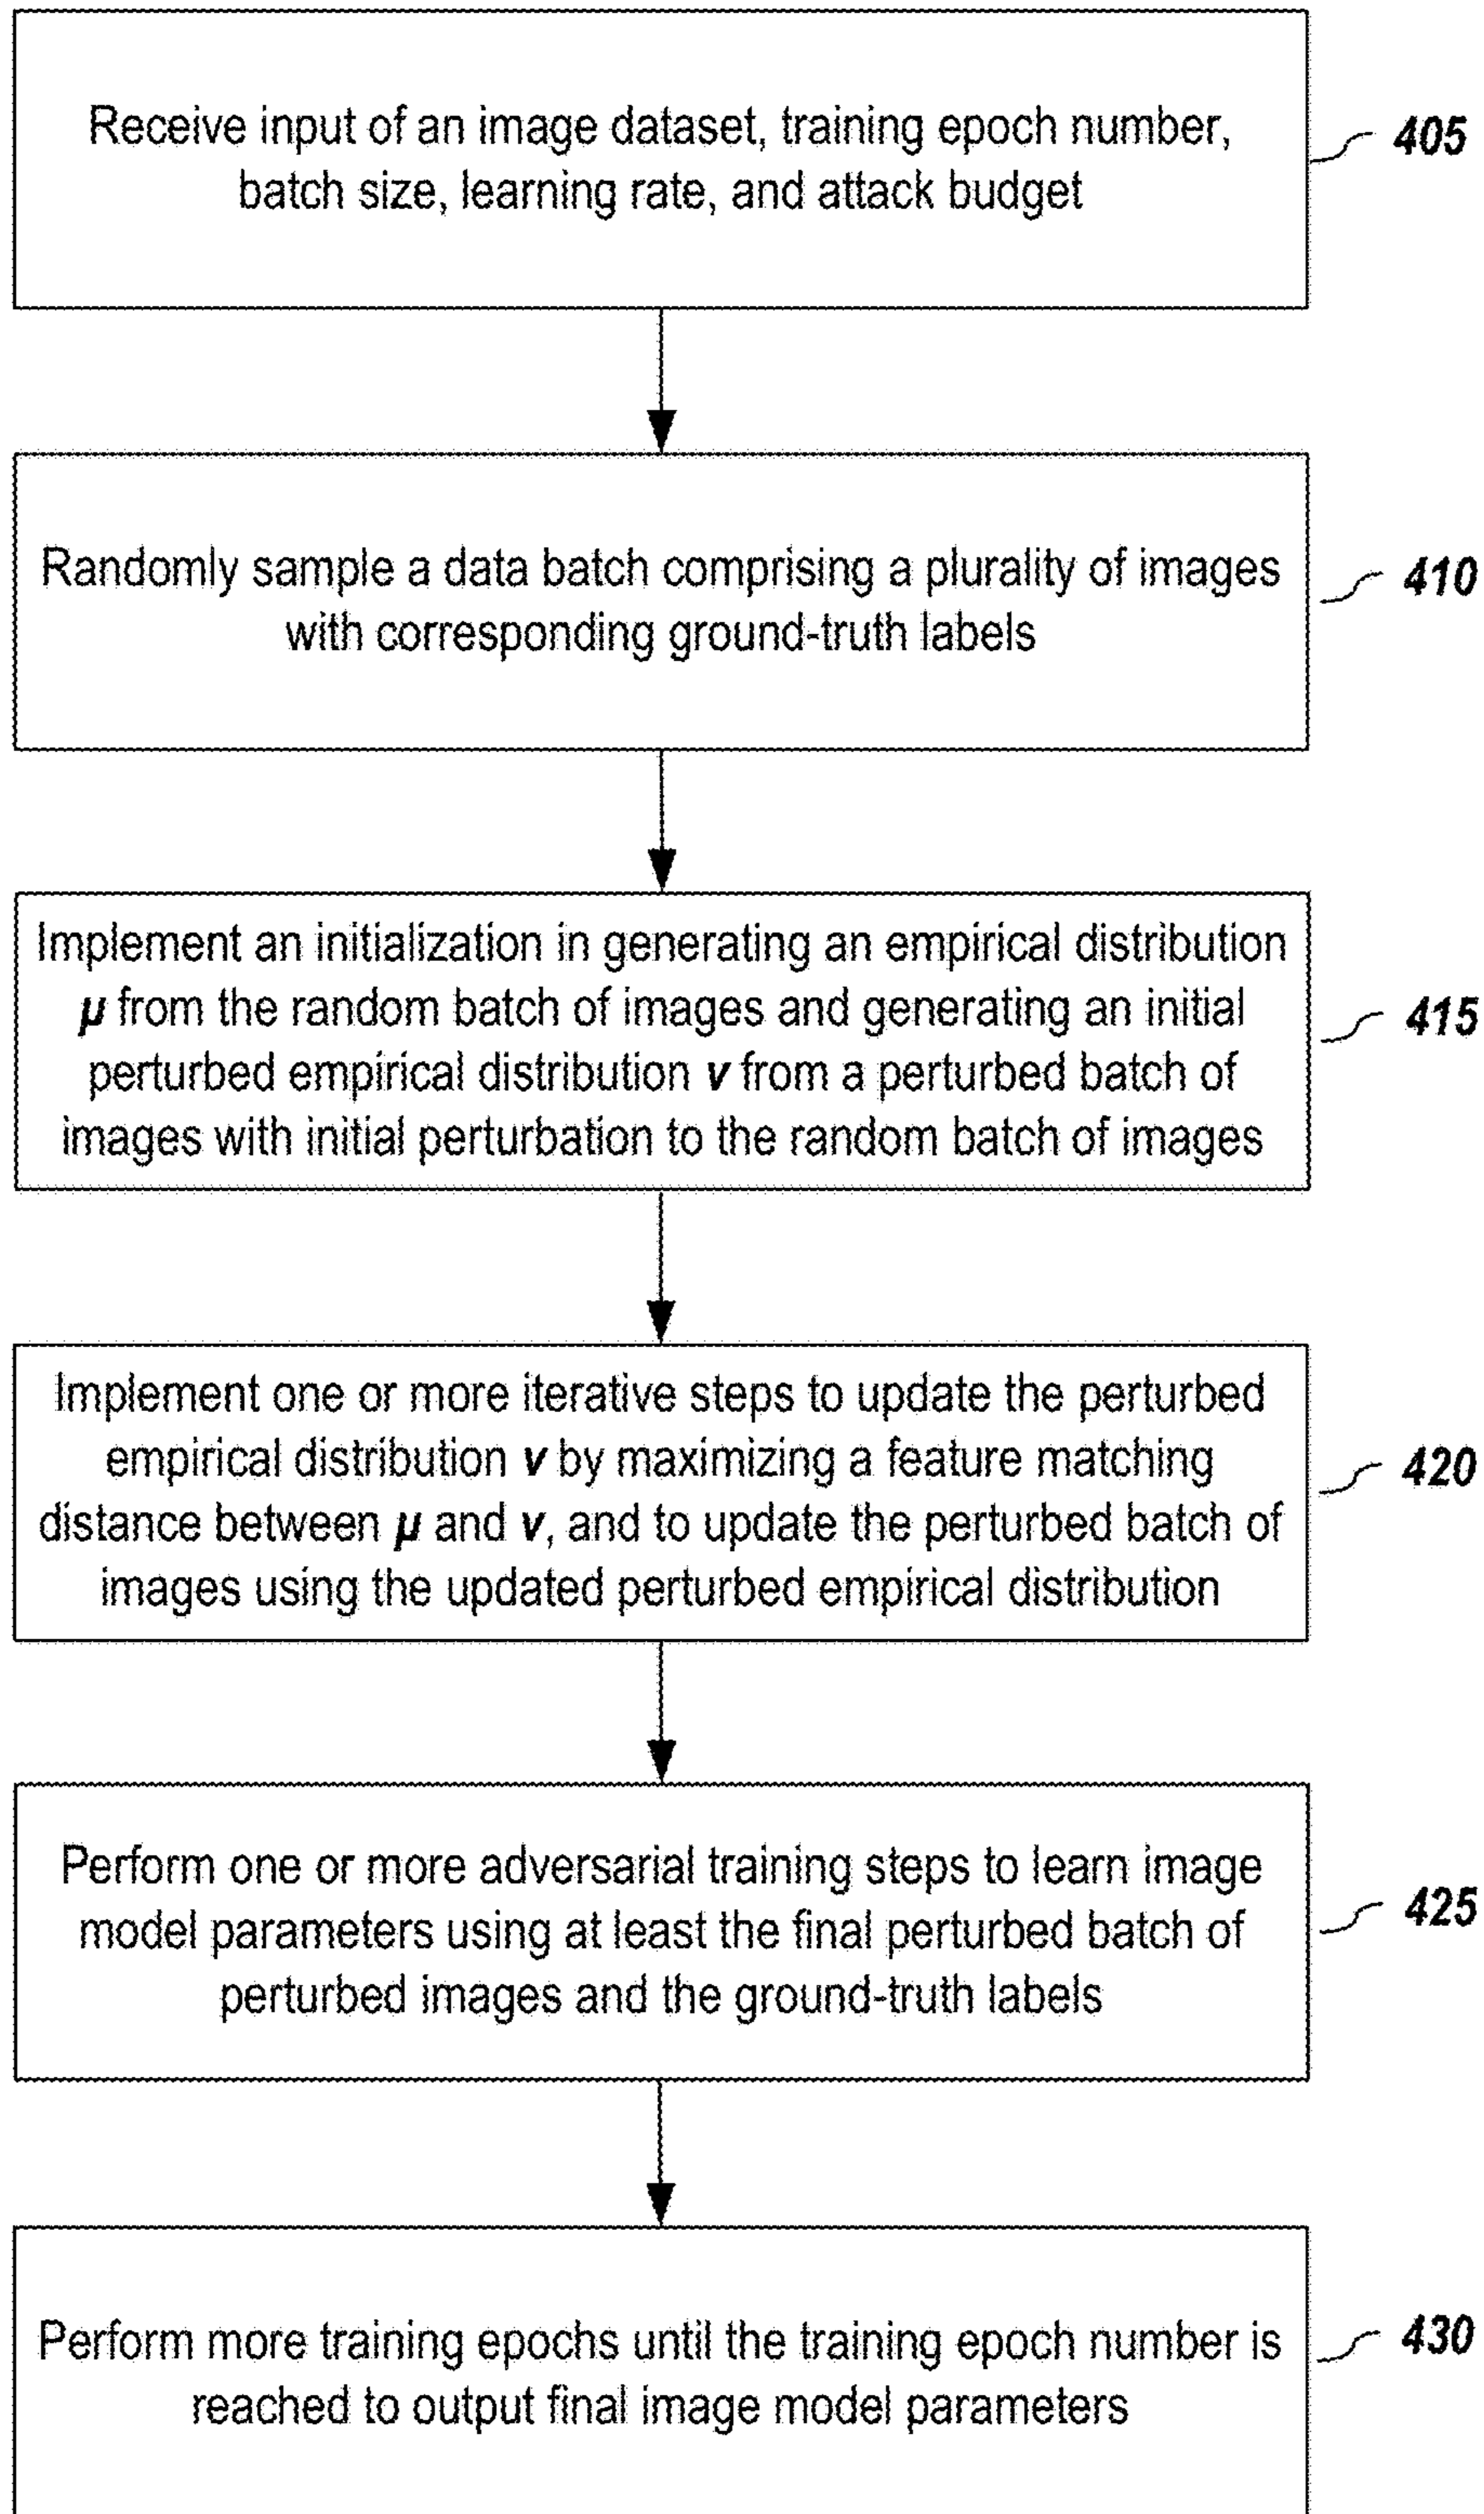 Receive input of an image dataset, training epoch number,
batch size, learning rate, and attack budget
405
Randomly sample a data batch comprising a plurality of images
with corresponding ground-truth labels
410
Implement an initialization in generating an empirical distribution
μ from the random batch of images and generating an initial
perturbed empirical distribution v from a perturbed batch of
images with initial perturbation to the random batch of images
415
Implement one or more iterative steps to update the perturbed
empirical distribution v by maximizing a feature matching
distance between μ and v, and to update the perturbed batch of
images using the updated perturbed empirical distribution
420
Perform one or more adversarial training steps to learn image
model parameters using at least the final perturbed batch of
perturbed images and the ground-truth labels
425
Perform more training epochs until the training epoch number is
reached to output final image model parameters
430